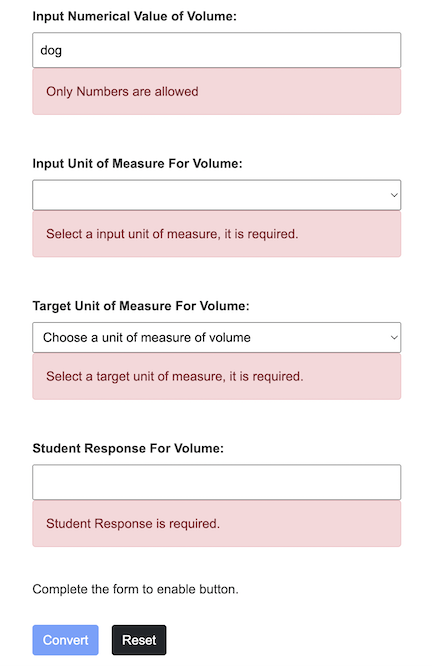 Input Numerical Value of Volume:
dog
Only Numbers are allowed
Input Unit of Measure For Volume:
Select a input unit of measure, it is required.
Target Unit of Measure For Volume:
Choose a unit of measure of volume
Select a target unit of measure, it is required.
Student Response For Volume:
Student Response is required.
Complete the form to enable button.
Convert Reset